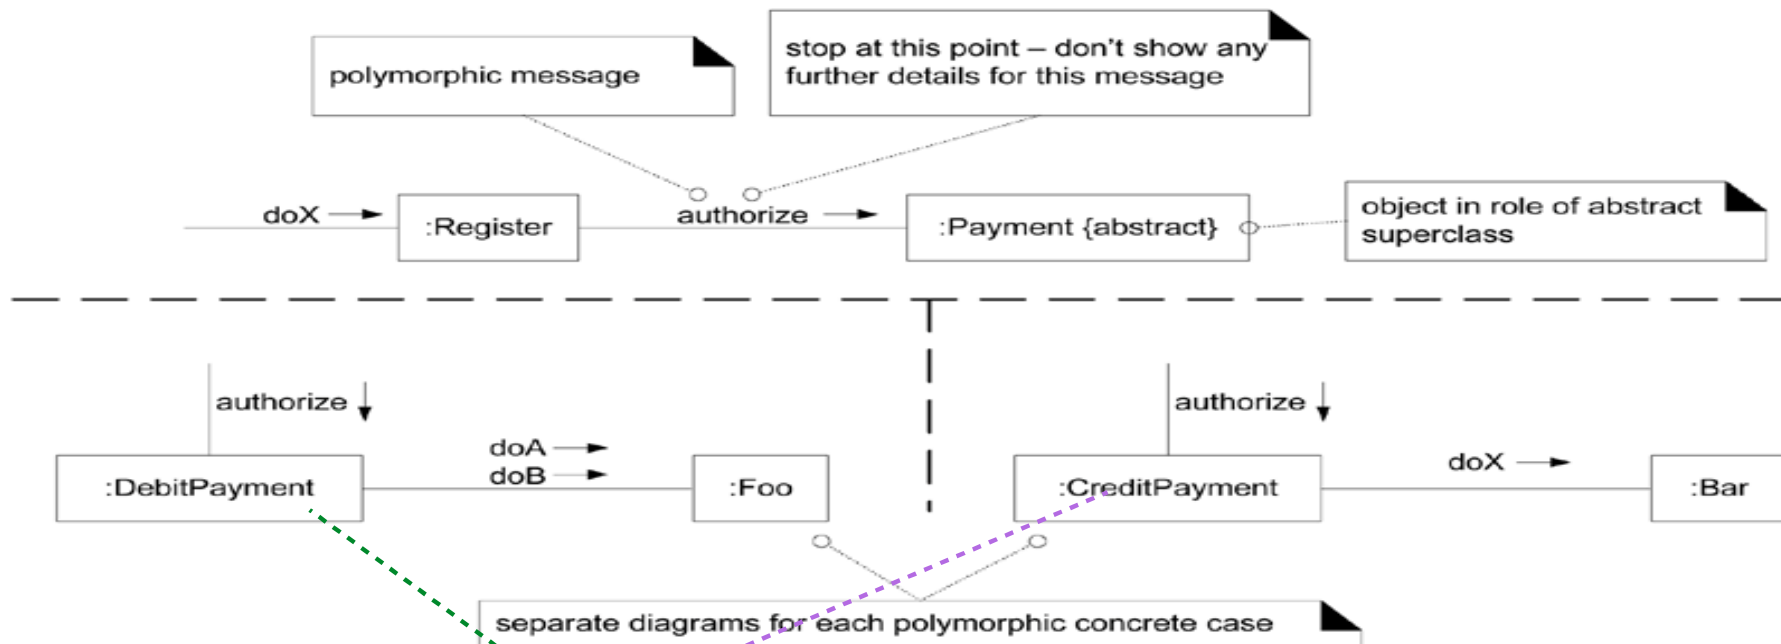 polymorphic message
stop at this point – don't show any
further details for this message
doX
:Register
authorize
:Payment {abstract}
object in role of abstract
superclass
authorize
:DebitPayment
doA
doB
:Foo
authorize
:CreditPayment
doX
:Bar
separate diagrams for each polymorphic concrete case